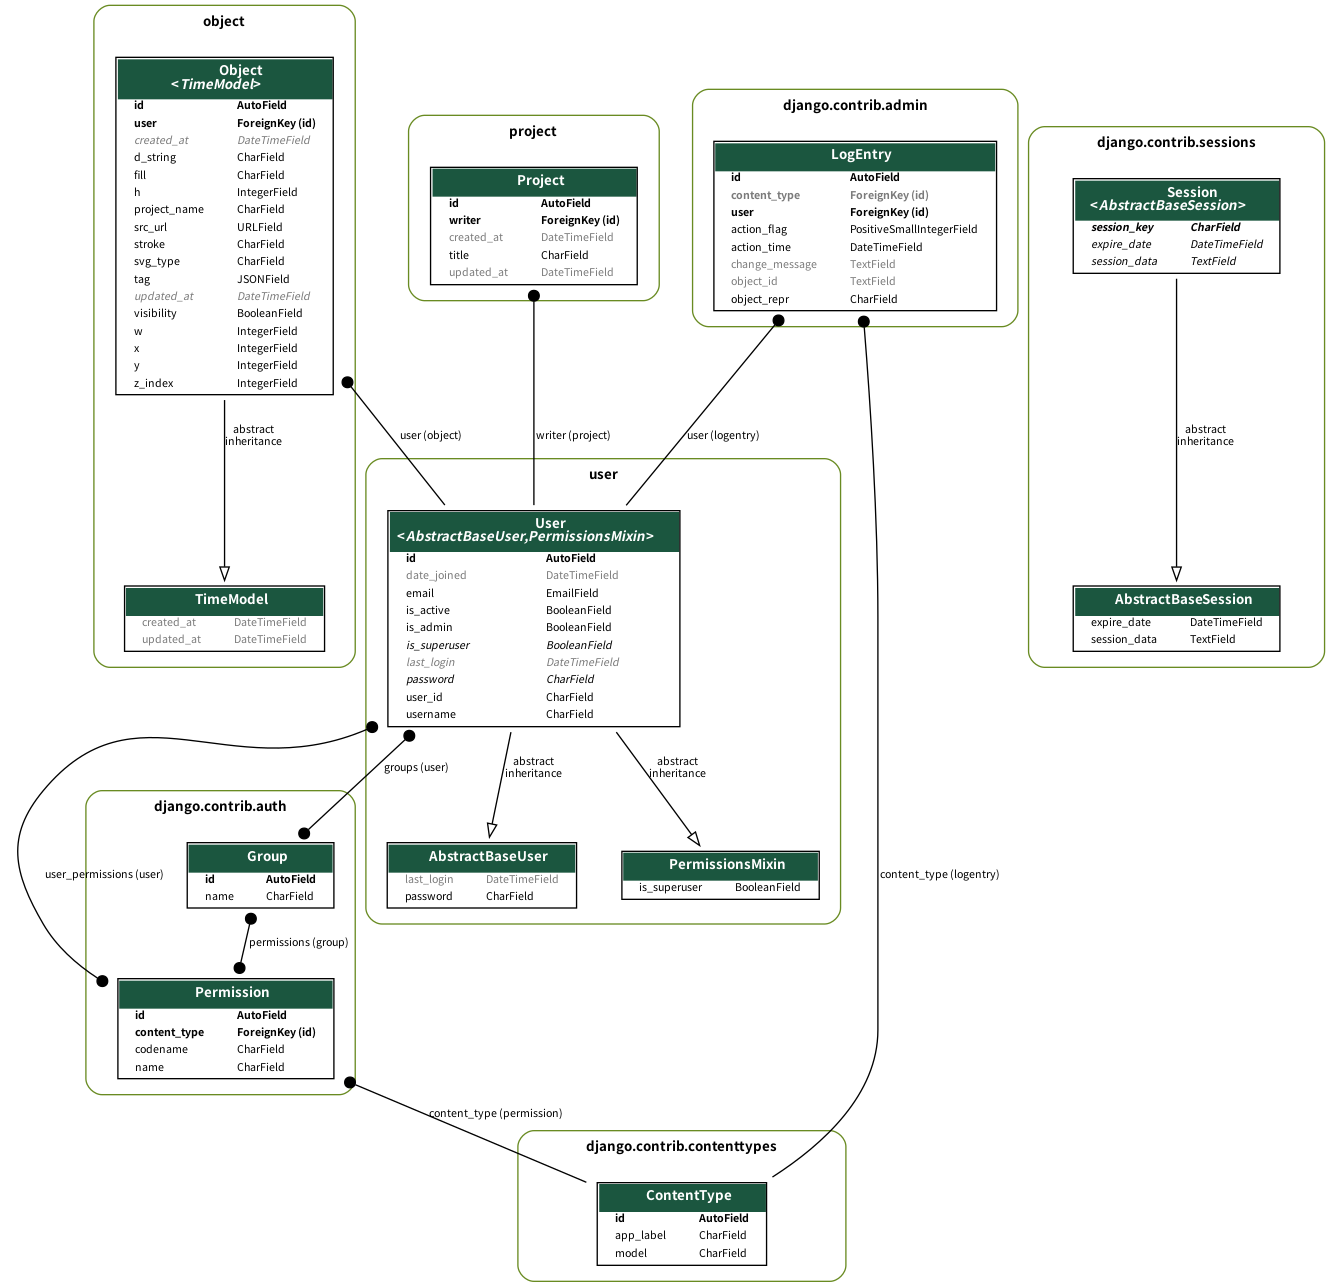 object
Object
<TimeModel>
id AutoField
user ForeignKey (id)
created_at DateTimeField
d_string CharField
fill CharField
h IntegerField
project_name CharField
src_url URLField
stroke CharField
svg_type CharField
tag JSONField
updated_at DateTimeField
visibility BooleanField
w IntegerField
x IntegerField
y IntegerField
z_index IntegerField
abstract
inheritance
TimeModel
created_at DateTimeField
updated_at DateTimeField
project
Project
id AutoField
writer ForeignKey (id)
created_at DateTimeField
title CharField
updated_at DateTimeField
django.contrib.admin
LogEntry
id AutoField
content_type ForeignKey (id)
user ForeignKey (id)
action_flag PositiveSmallIntegerField
action_time DateTimeField
change_message TextField
object_id TextField
object_repr CharField
django.contrib.sessions
Session
<AbstractBaseSession>
session_key CharField
expire_date DateTimeField
session_data TextField
abstract
inheritance
AbstractBaseSession
expire_date DateTimeField
session_data TextField
user (object)
writer (project)
user (logentry)
user
User
<AbstractBaseUser,PermissionsMixin>
id AutoField
date_joined DateTimeField
email EmailField
is_active BooleanField
is_admin BooleanField
is_superuser BooleanField
last_login DateTimeField
password CharField
user_id CharField
username CharField
groups (user)
abstract
inheritance
abstract
inheritance
AbstractBaseUser
last_login DateTimeField
password CharField
PermissionsMixin
is_superuser BooleanField
django.contrib.auth
Group
id AutoField
name CharField
user_permissions (user)
permissions (group)
Permission
id AutoField
content_type ForeignKey (id)
codename CharField
name CharField
content_type (logentry)
content_type (permission)
django.contrib.contenttypes
ContentType
id AutoField
app_label CharField
model CharField